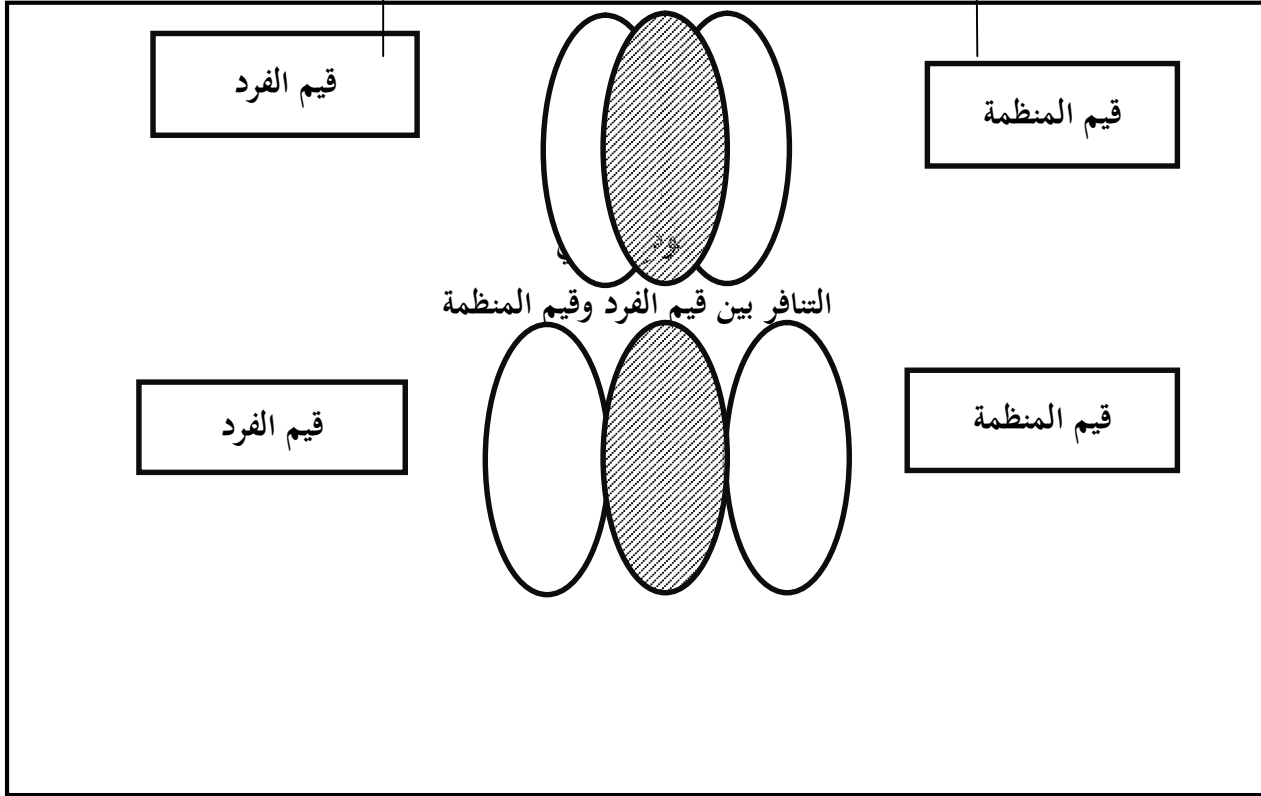 قيم المنظمة
قيم الفرد
التنافر بين قيم الفرد وقيم المنظمة
قيم المنظمة
قيم الفرد